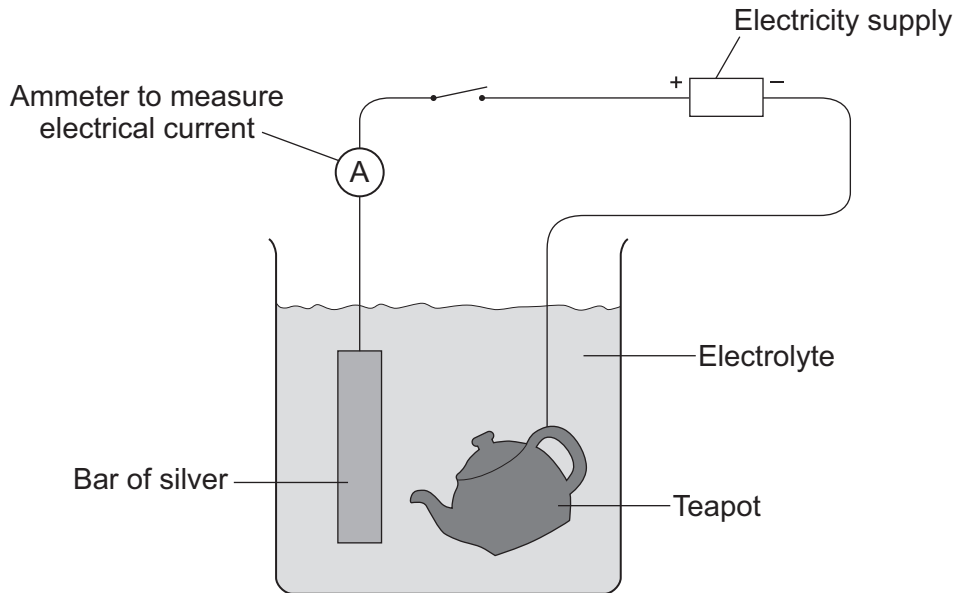 Electricity supply
+
−
Ammeter to measure
electrical current
A
Electrolyte
Bar of silver
Teapot